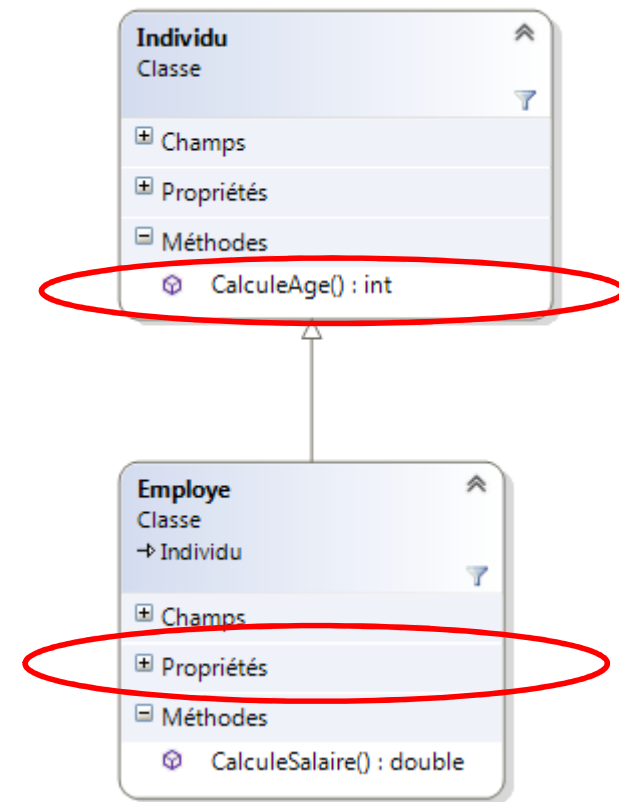 Individu
Classe
Champs
Propriétés
Méthodes
CalculeAge() : int
Employe
Classe
Individu
Champs
Propriétés
Méthodes
CalculeSalaire() : double